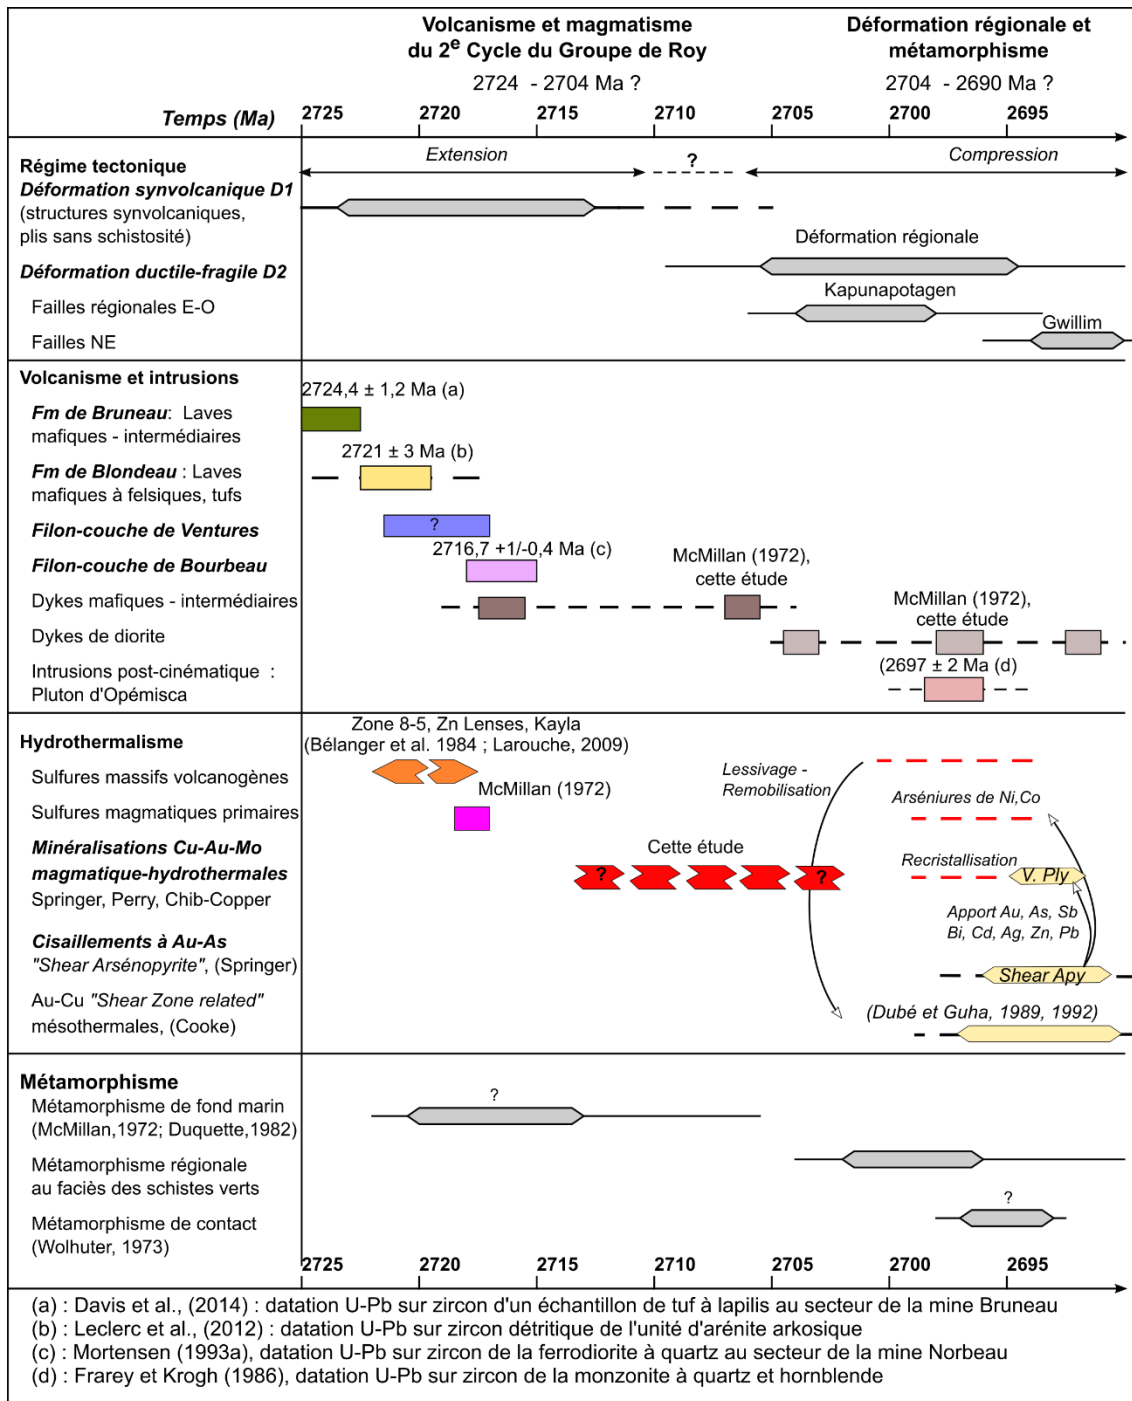 Volcanisme et magmatisme
du 2e Cycle du Groupe de Roy
2724 - 2704 Ma ?
Déformation régionale et
métamorphisme
2704 - 2690 Ma ?
Temps (Ma)
2725 2720 2715 2710 2705 2700 2695
Régime tectonique
Extension
?
Compression
Déformation synvolcanique D1
(structures synvolcaniques,
plis sans schistosité)
Déformation régionale
Déformation ductile-fragile D2
Kapunapotagen
Failles régionales E-O
Gwillim
Failles NE
Volcanisme et intrusions
2724,4 ± 1,2 Ma (a)
Fm de Bruneau: Laves
mafiques - intermédiaires
2721 ± 3 Ma (b)
Fm de Blondeau : Laves
mafiques à felsiques, tufs
Filon-couche de Ventures
?
2716,7 +1/-0,4 Ma (c)
Filon-couche de Bourbeau
McMillan (1972),
cette étude
Dykes mafiques - intermédiaires
McMillan (1972),
cette étude
Dykes de diorite
(2697 ± 2 Ma (d)
Intrusions post-cinématique :
Pluton d'Opémisca
Hydrothermalisme
Zone 8-5, Zn Lenses, Kayla
(Bélanger et al. 1984 ; Larouche, 2009)
Sulfures massifs volcanogènes
Lessivage -
Remobilisation
McMillan (1972)
Sulfures magmatiques primaires
Arséniures de Ni,Co
Minéralisations Cu-Au-Mo
magmatique-hydrothermales
Springer, Perry, Chib-Copper
Cette étude
?
?
Recristallisation
V. Ply
Apport Au, As, Sb
Bi, Cd, Ag, Zn, Pb
Cisaillements à Au-As
"Shear Arsénopyrite", (Springer)
Shear Apy
Au-Cu "Shear Zone related"
mésothermales, (Cooke)
(Dubé et Guha, 1989, 1992)
Métamorphisme
Métamorphisme de fond marin
(McMillan,1972; Duquette,1982)
?
Métamorphisme régionale
au faciès des schistes verts
Métamorphisme de contact
(Wolhuter, 1973)
?
2725 2720 2715 2710 2705 2700 2695
(a) : Davis et al., (2014) : datation U-Pb sur zircon d'un échantillon de tuf à lapilis au secteur de la mine Bruneau
(b) : Leclerc et al., (2012) : datation U-Pb sur zircon détritique de l'unité d'arénite arkosique
(c) : Mortensen (1993a), datation U-Pb sur zircon de la ferrodiorite à quartz au secteur de la mine Norbeau
(d) : Frarey et Krogh (1986), datation U-Pb sur zircon de la monzonite à quartz et hornblende